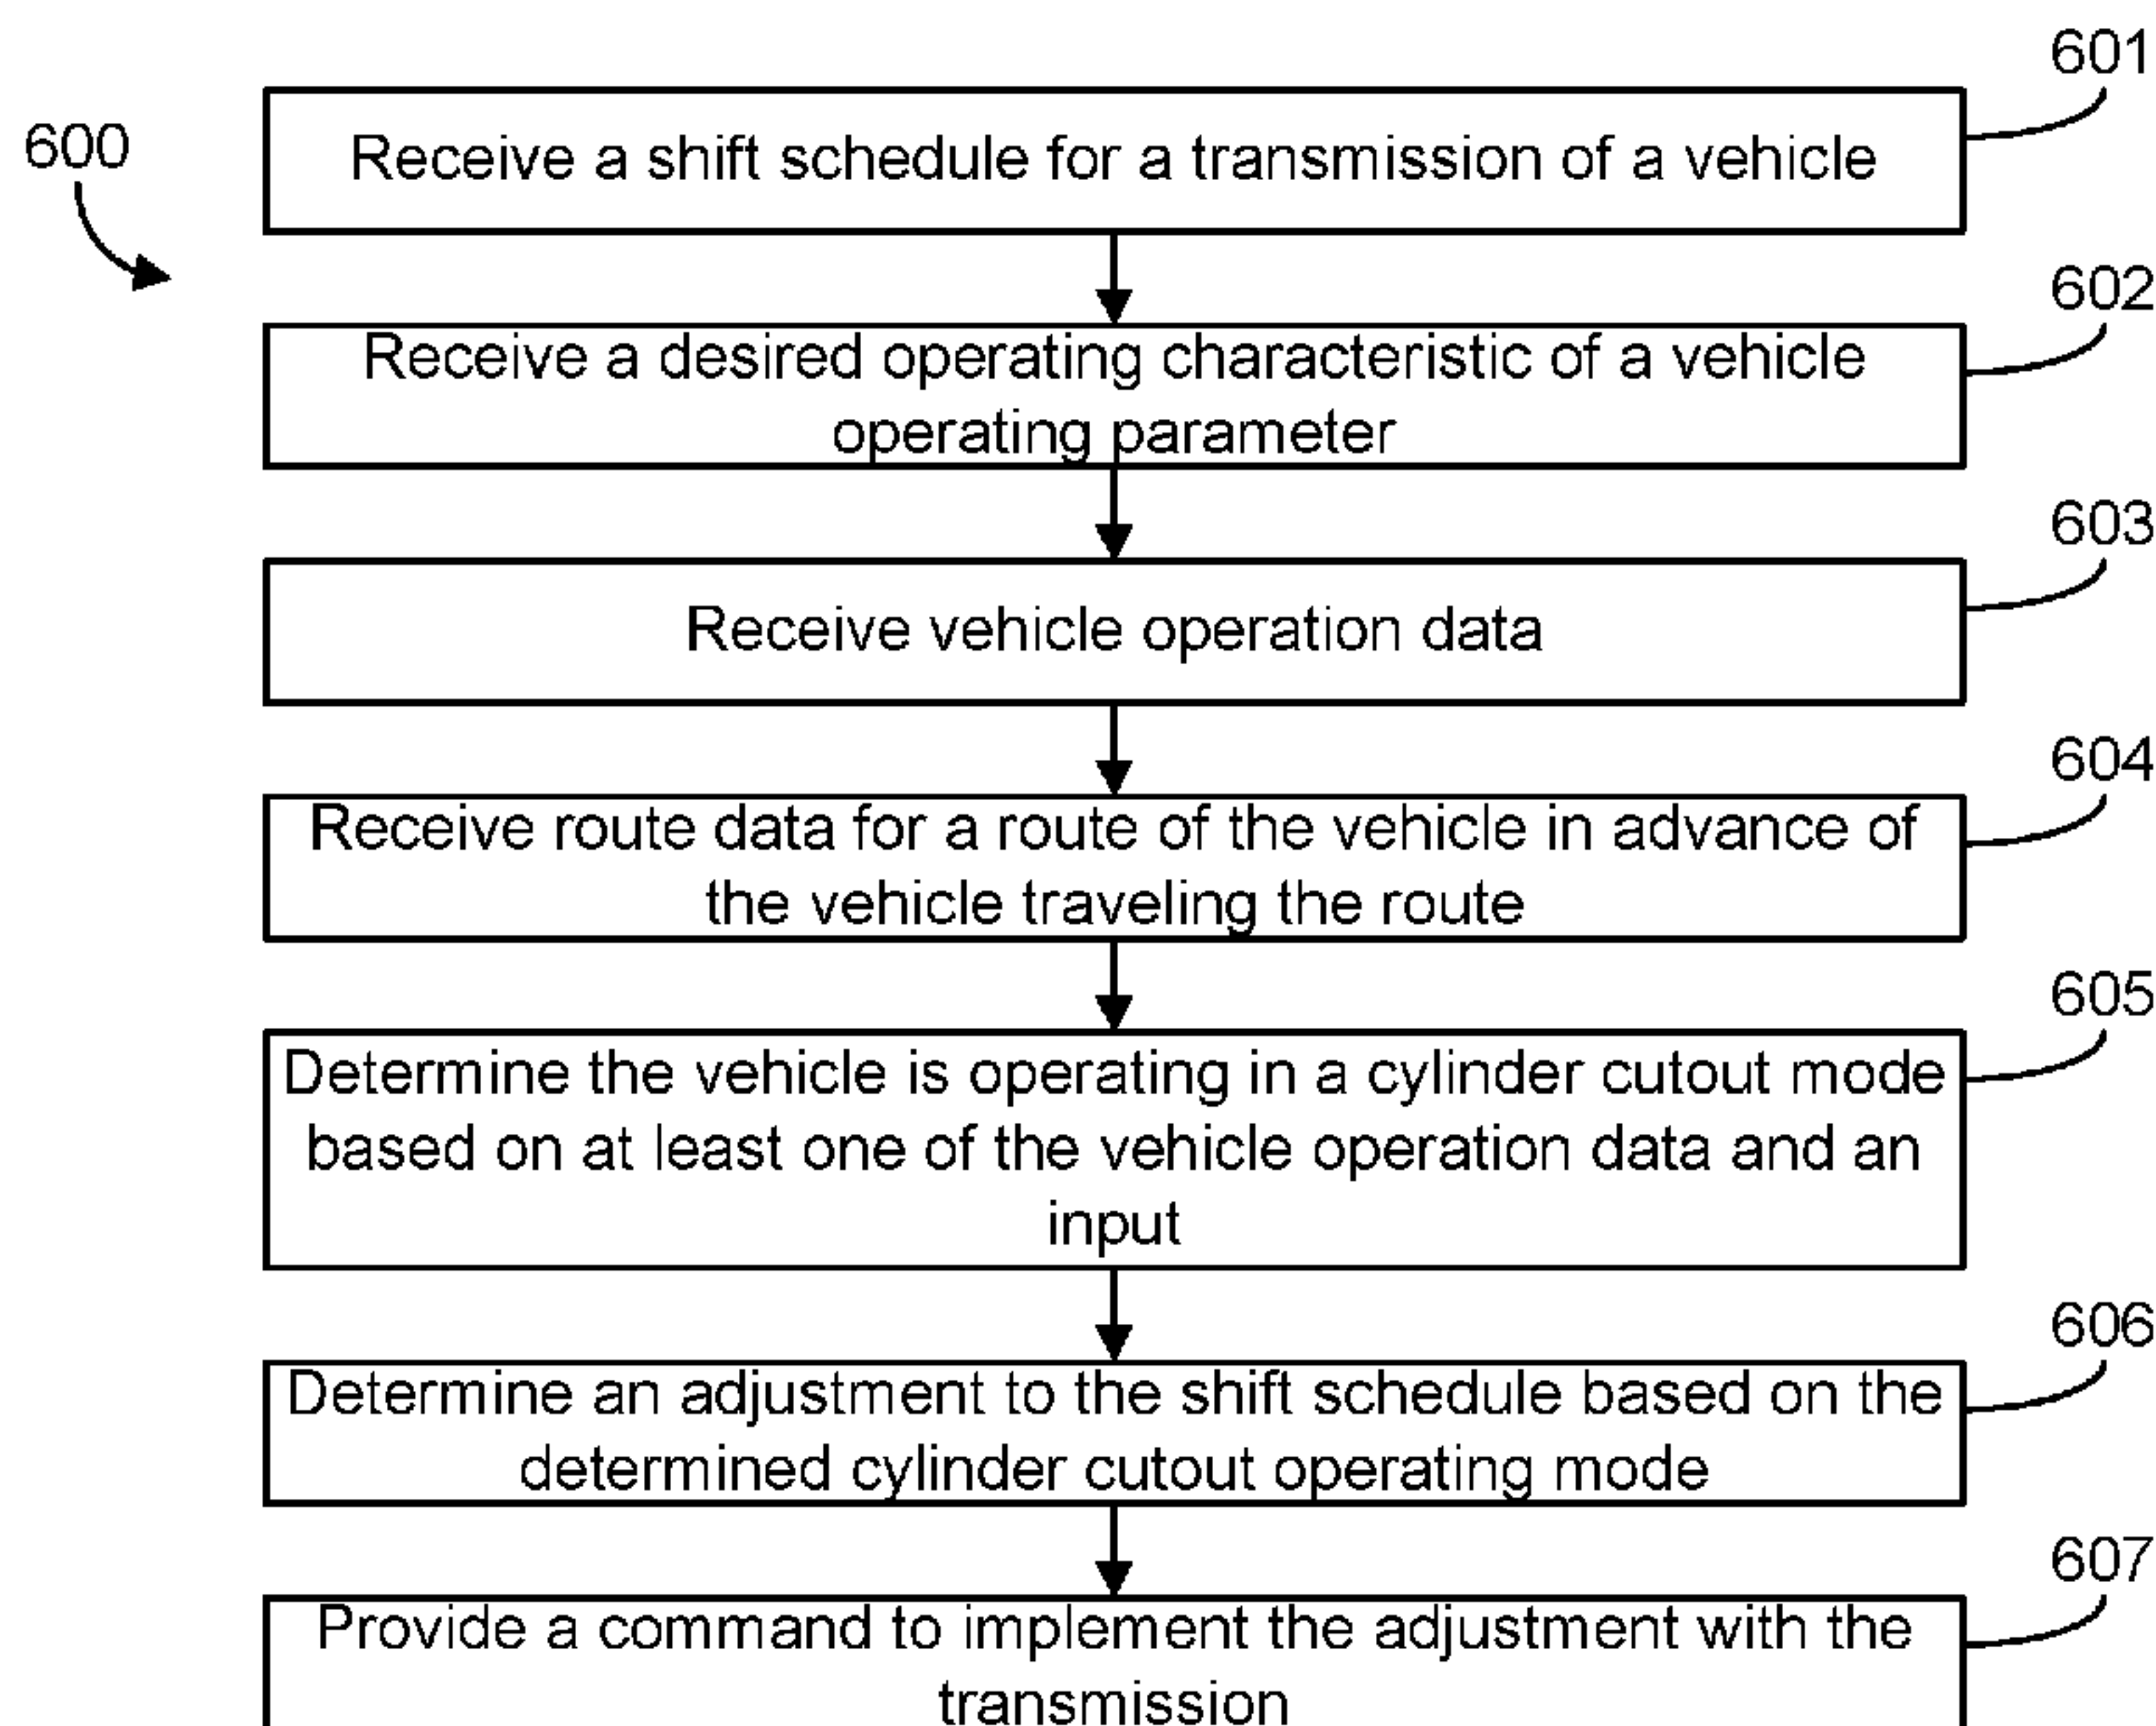 601
600
Receive a shift schedule for a transmission of a vehicle
602
Receive a desired operating characteristic of a vehicle
operating parameter
603
Receive vehicle operation data
604
Receive route data for a route of the vehicle in advance of
the vehicle traveling the route
605
Determine the vehicle is operating in a cylinder cutout mode
based on at least one of the vehicle operation data and an
input
606
Determine an adjustment to the shift schedule based on the
determined cylinder cutout operating mode
607
Provide a command to implement the adjustment with the
transmission